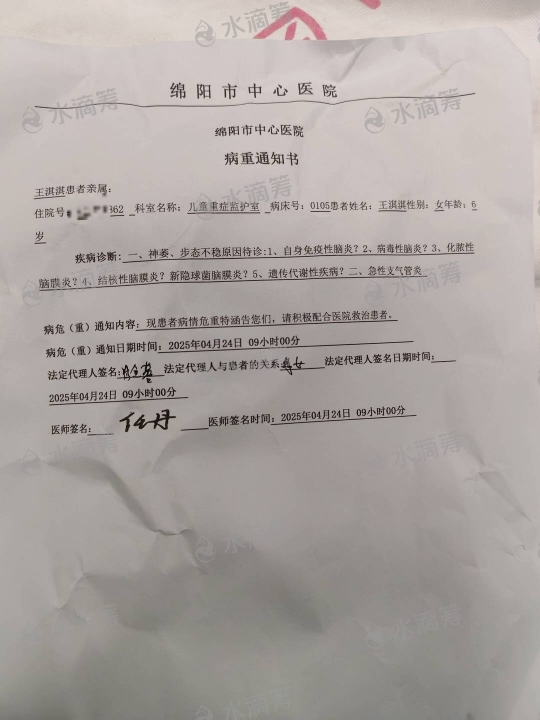 绵阳市中心医院
绵阳市中心医院
病重通知书
王淇淇患者亲属:
住院号 362 科室名称: 儿童重症监护室 病床号: 0105患者姓名: 王淇淇性别: 女年龄: 6
岁
疾病诊断: 一、神萎、步态不稳原因待诊:1、自身免疫性脑炎? 2、病毒性脑炎? 3、化脓性
脑膜炎? 4、结核性脑膜炎? 新隐球菌脑膜炎? 5、遗传代谢性疾病? 二、急性支气管炎
病危(重)通知内容: 现患者病情危重特函告您们, 请积极配合医院救治患者。
病危(重)通知日期时间: 2025年04月24日 09小时00分
法定代理人签名: 法定代理人与患者的关系 女 法定代理人签名日期时间:
2025年04月24日 09小时00分
医师签名: 任丹 医师签名时间: 2025年04月24日 09小时00分
水滴筹